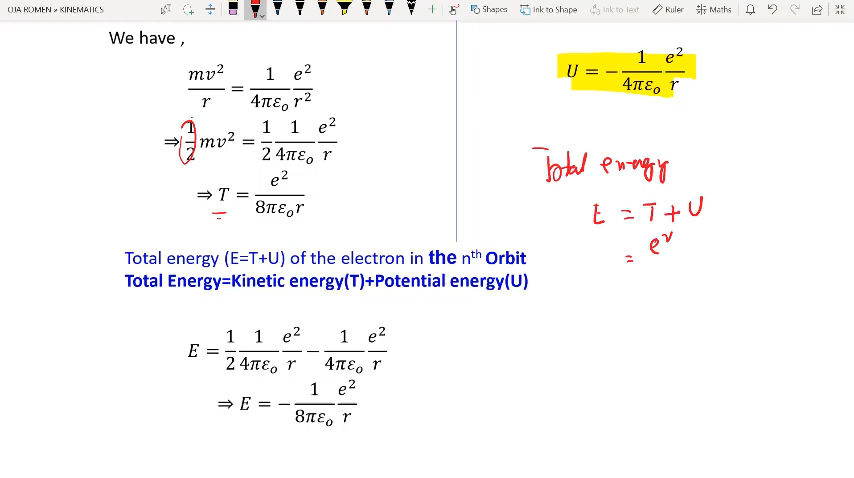 OJA ROMEN » KINEMATICS
Shapes
Ink to Shape
Ink to Text
Ruler
Maths
We have ,
mv²/r = 1/4πε₀ e²/r²
⇒ 1/2 mv² = 1/2 1/4πε₀ e²/r
⇒ T = e²/8πε₀r
U = − 1/4πε₀ e²/r
Total energy
E = T + U
= e²
Total energy (E=T+U) of the electron in the nth Orbit
Total Energy=Kinetic energy(T)+Potential energy(U)
E = 1/2 1/4πε₀ e²/r − 1/4πε₀ e²/r
⇒ E = − 1/8πε₀ e²/r